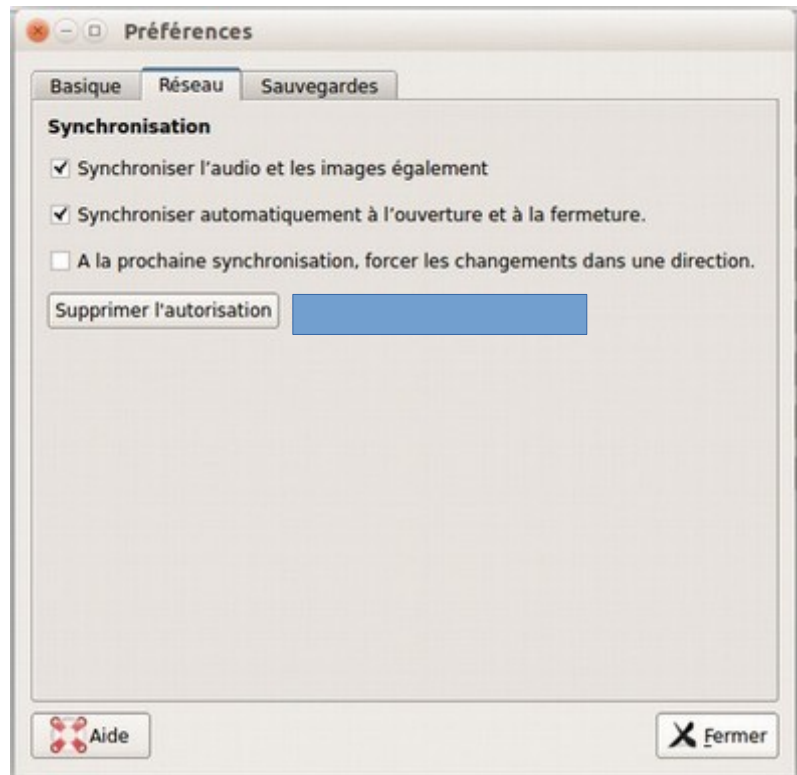 Préférences
Basique Réseau Sauvegardes
Synchronisation
Synchroniser l'audio et les images également
Synchroniser automatiquement à l'ouverture et à la fermeture.
A la prochaine synchronisation, forcer les changements dans une direction.
Supprimer l'autorisation
Aide Fermer